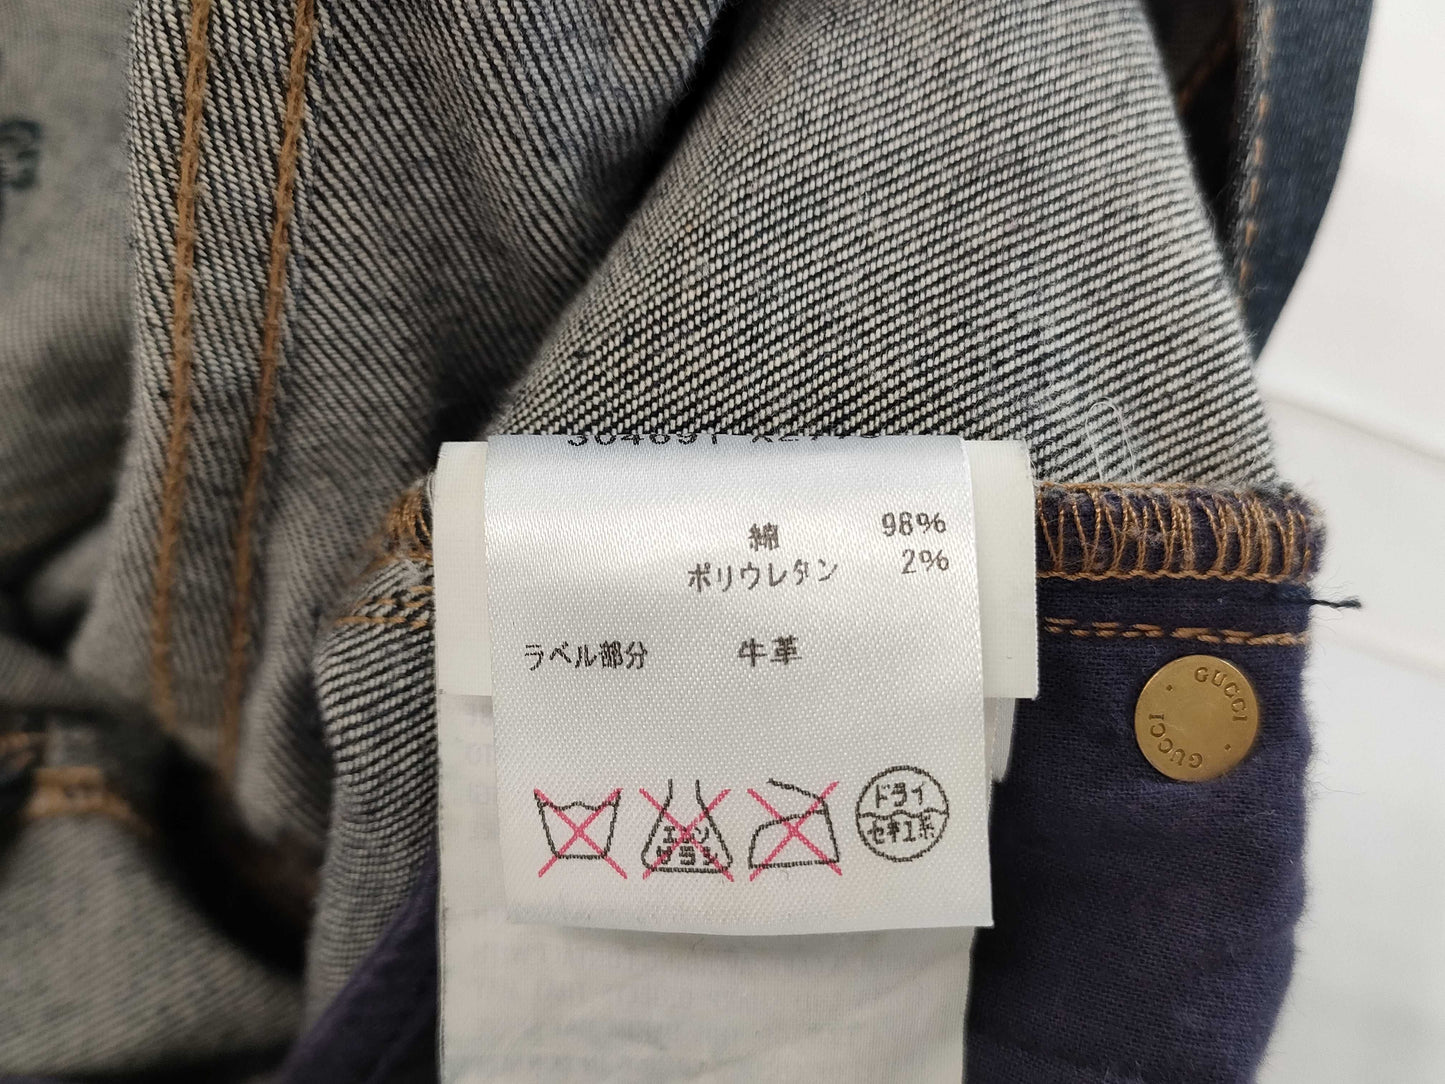 綿 98%
ポリウレタン 2%
ラベル部分 牛革
エンソ
サラシ
ドライ
セキユ系
GUCCI
GUCCI